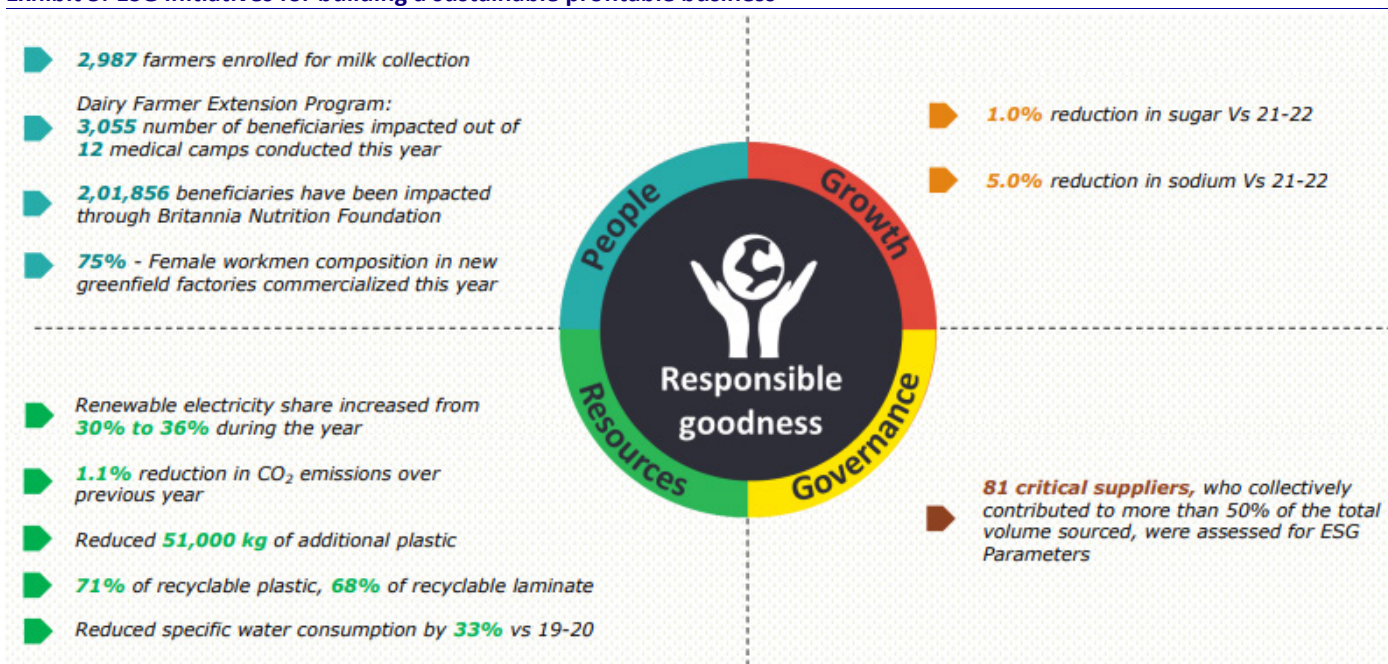 2,987 farmers enrolled for milk collection
Dairy Farmer Extension Program:
3,055 number of beneficiaries impacted out of
12 medical camps conducted this year
2,01,856 beneficiaries have been impacted
through Britannia Nutrition Foundation
75% - Female workmen composition in new
greenfield factories commercialized this year
1.0% reduction in sugar Vs 21-22
5.0% reduction in sodium Vs 21-22
People
Growth
Responsible
goodness
Resources
Governance
Renewable electricity share increased from
30% to 36% during the year
1.1% reduction in CO₂ emissions over
previous year
Reduced 51,000 kg of additional plastic
71% of recyclable plastic, 68% of recyclable laminate
Reduced specific water consumption by 33% vs 19-20
81 critical suppliers, who collectively
contributed to more than 50% of the total
volume sourced, were assessed for ESG
Parameters